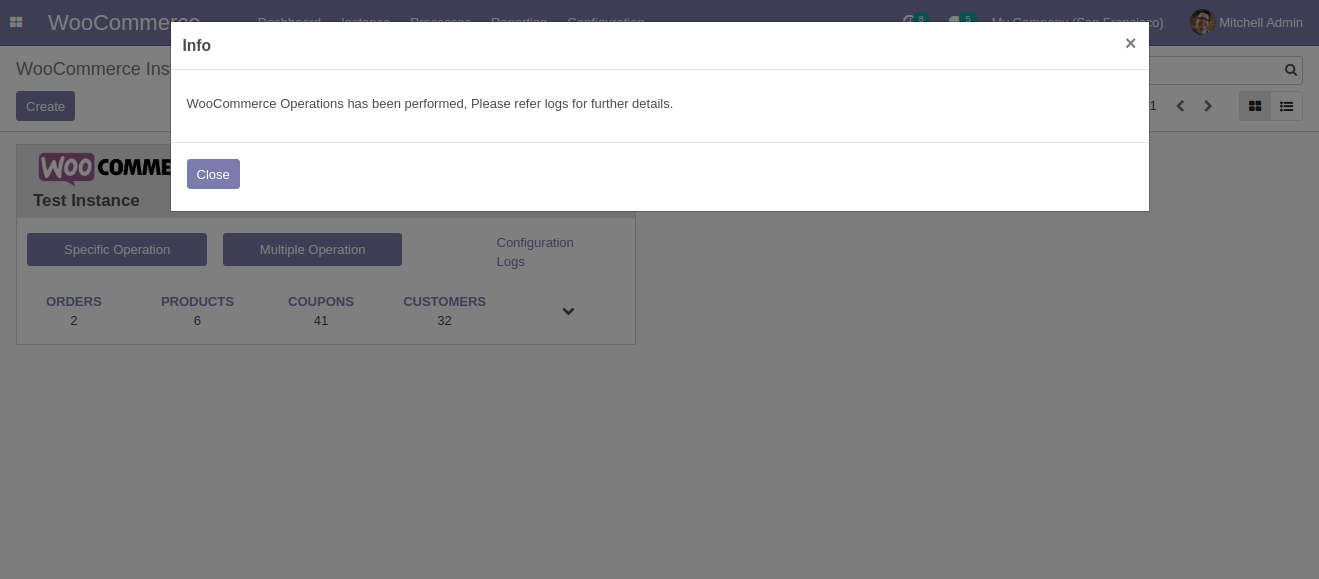 WooCommerce Dashboard Instance Processes Reporting Configuration 8 5 My Company (San Francisco) Mitchell Admin
Info ×
WooCommerce Ins
WooCommerce Operations has been performed, Please refer logs for further details.
Create 1
Close
WOO COMME
Test Instance
Specific Operation Multiple Operation Configuration
Logs
ORDERS PRODUCTS COUPONS CUSTOMERS
2 6 41 32